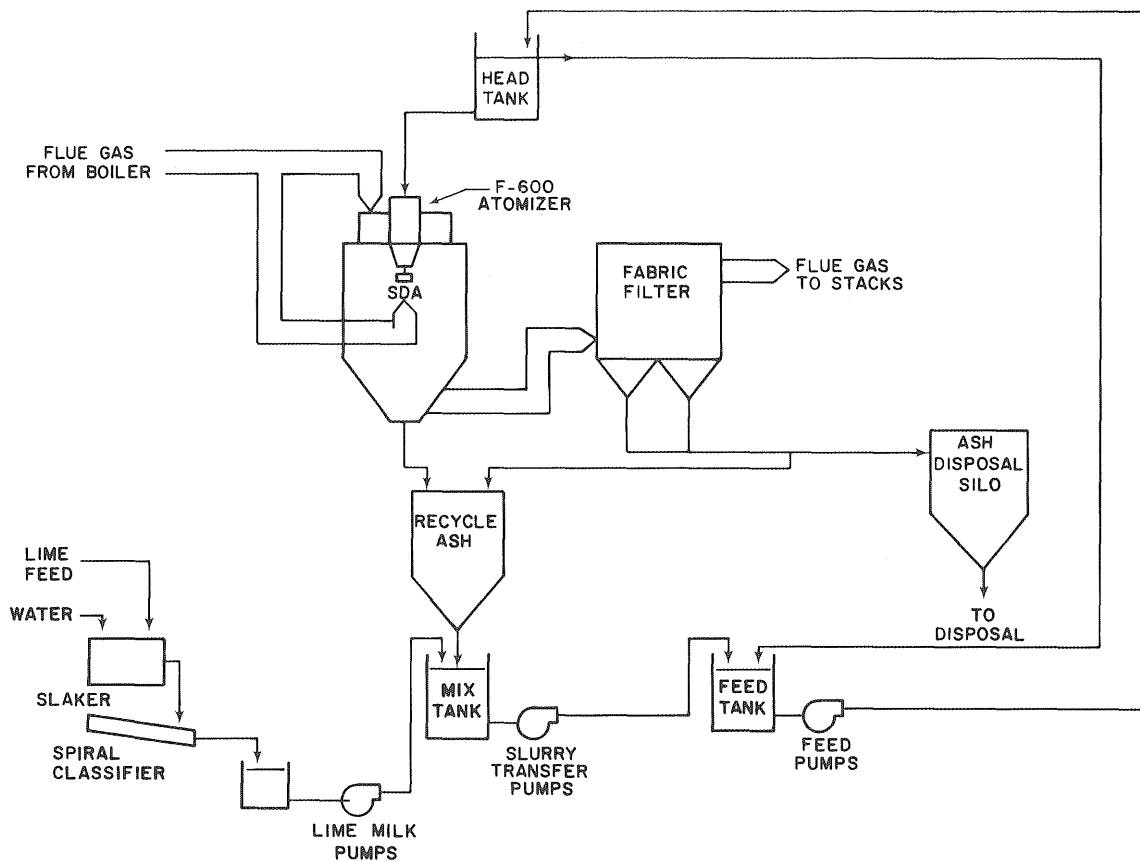 HEAD
TANK
FLUE GAS
FROM BOILER
F-600
ATOMIZER
SDA
FABRIC
FILTER
FLUE GAS
TO STACKS
ASH
DISPOSAL
SILO
RECYCLE
ASH
LIME
FEED
WATER
TO
DISPOSAL
SLAKER
MIX
TANK
FEED
TANK
SPIRAL
CLASSIFIER
SLURRY
TRANSFER
PUMPS
FEED
PUMPS
LIME MILK
PUMPS